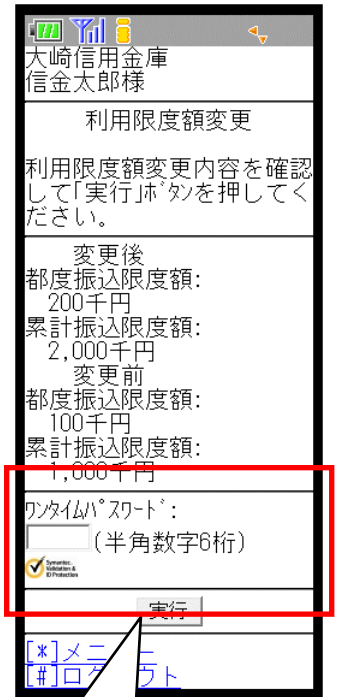 大崎信用金庫
信金太郎様
利用限度額変更
利用限度額変更内容を確認
して｢実行｣ﾎﾞﾀﾝを押してく
ださい。
変更後
都度振込限度額:
200千円
累計振込限度額:
2,000千円
変更前
都度振込限度額:
100千円
累計振込限度額:
1,000千円
ﾜﾝﾀｲﾑﾊﾟｽﾜｰﾄﾞ:
(半角数字6桁)
Symantec.
Validation &
ID Protection
実行
[*]メニュー
[#]ログアウト